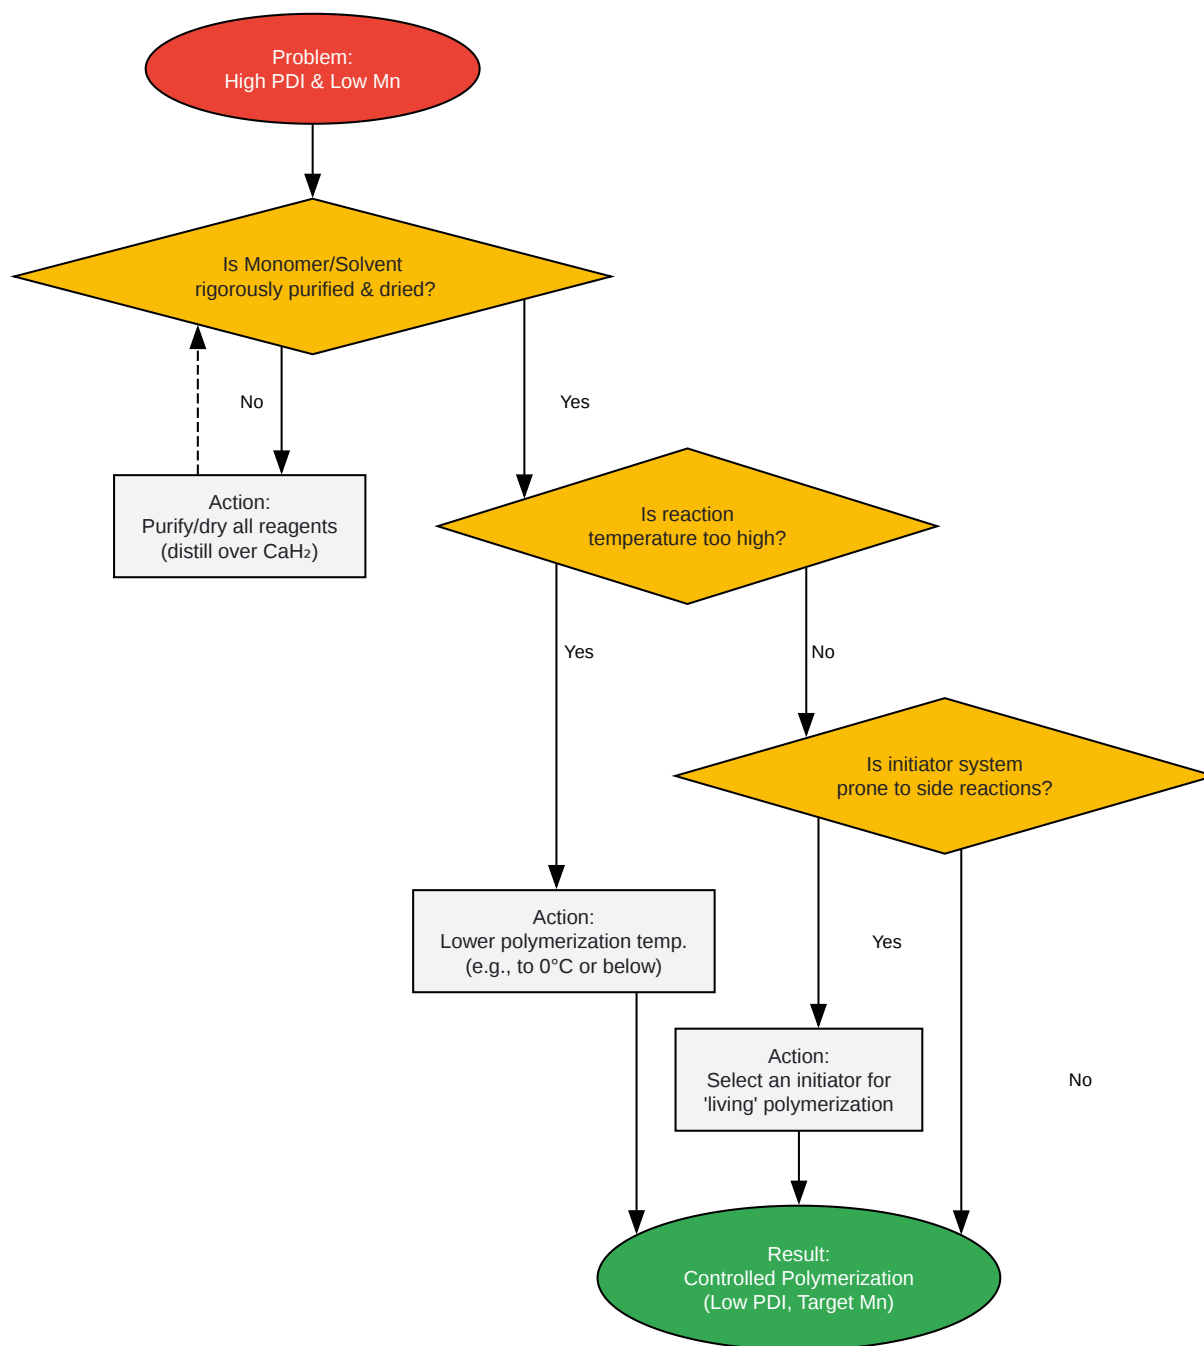 Problem:
High PDI & Low Mn
Is Monomer/Solvent
rigorously purified & dried?
No
Yes
Action:
Purify/dry all reagents
(distill over CaH₂)
Is reaction
temperature too high?
Yes
No
Is initiator system
prone to side reactions?
Action:
Lower polymerization temp.
(e.g., to 0°C or below)
Yes
Action:
Select an initiator for
'living' polymerization
No
Result:
Controlled Polymerization
(Low PDI, Target Mn)